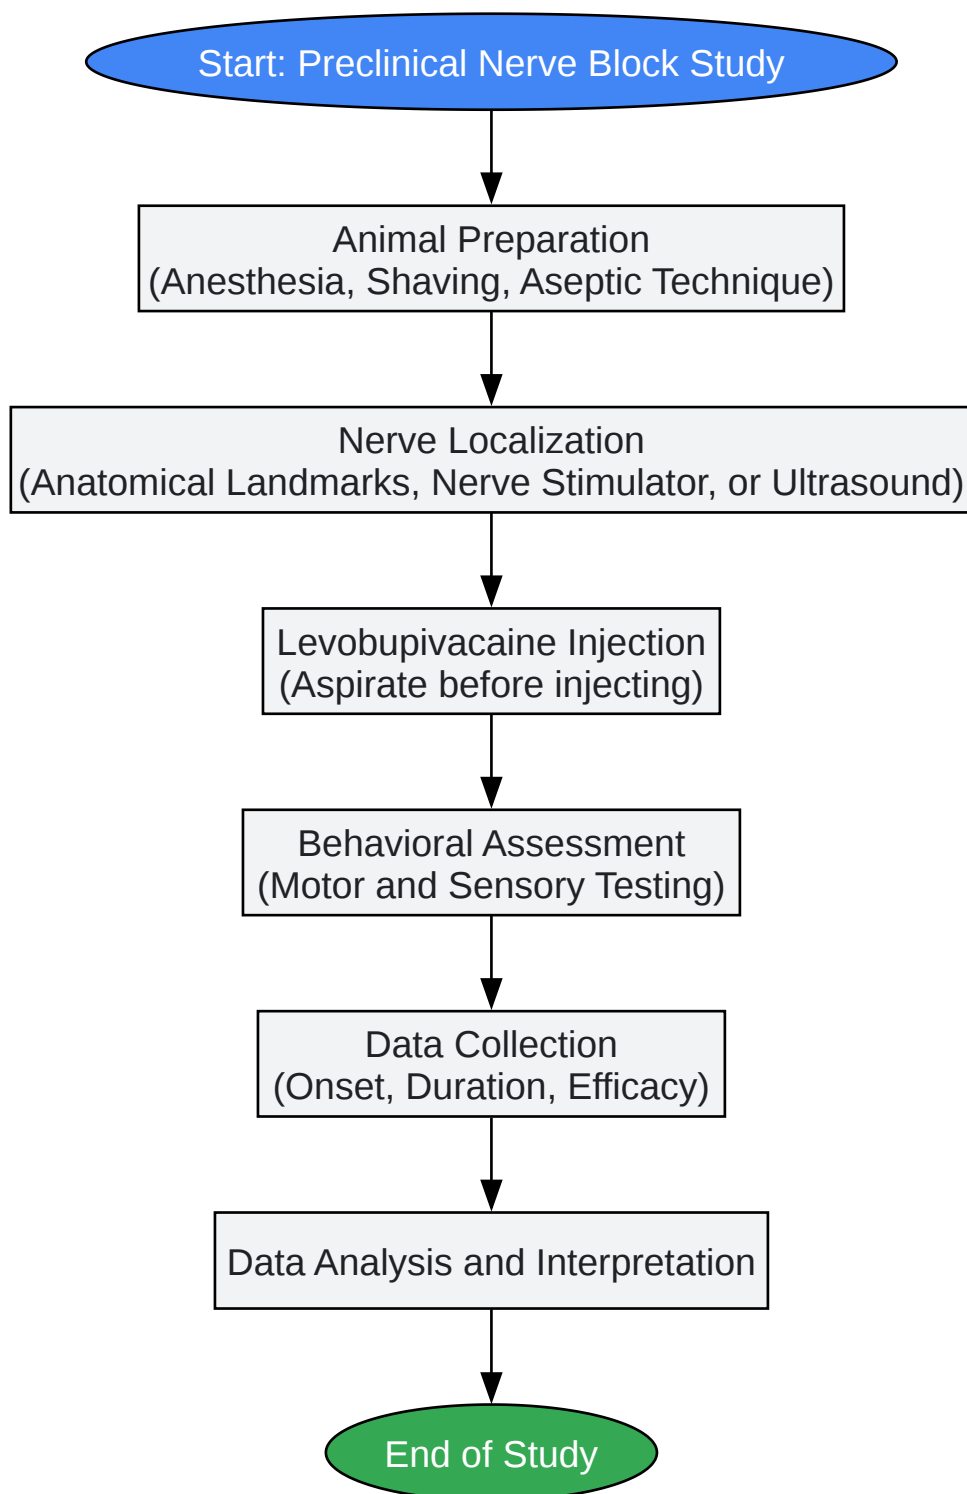 Start: Preclinical Nerve Block Study
Animal Preparation
(Anesthesia, Shaving, Aseptic Technique)
Nerve Localization
(Anatomical Landmarks, Nerve Stimulator, or Ultrasound)
Levobupivacaine Injection
(Aspirate before injecting)
Behavioral Assessment
(Motor and Sensory Testing)
Data Collection
(Onset, Duration, Efficacy)
Data Analysis and Interpretation
End of Study